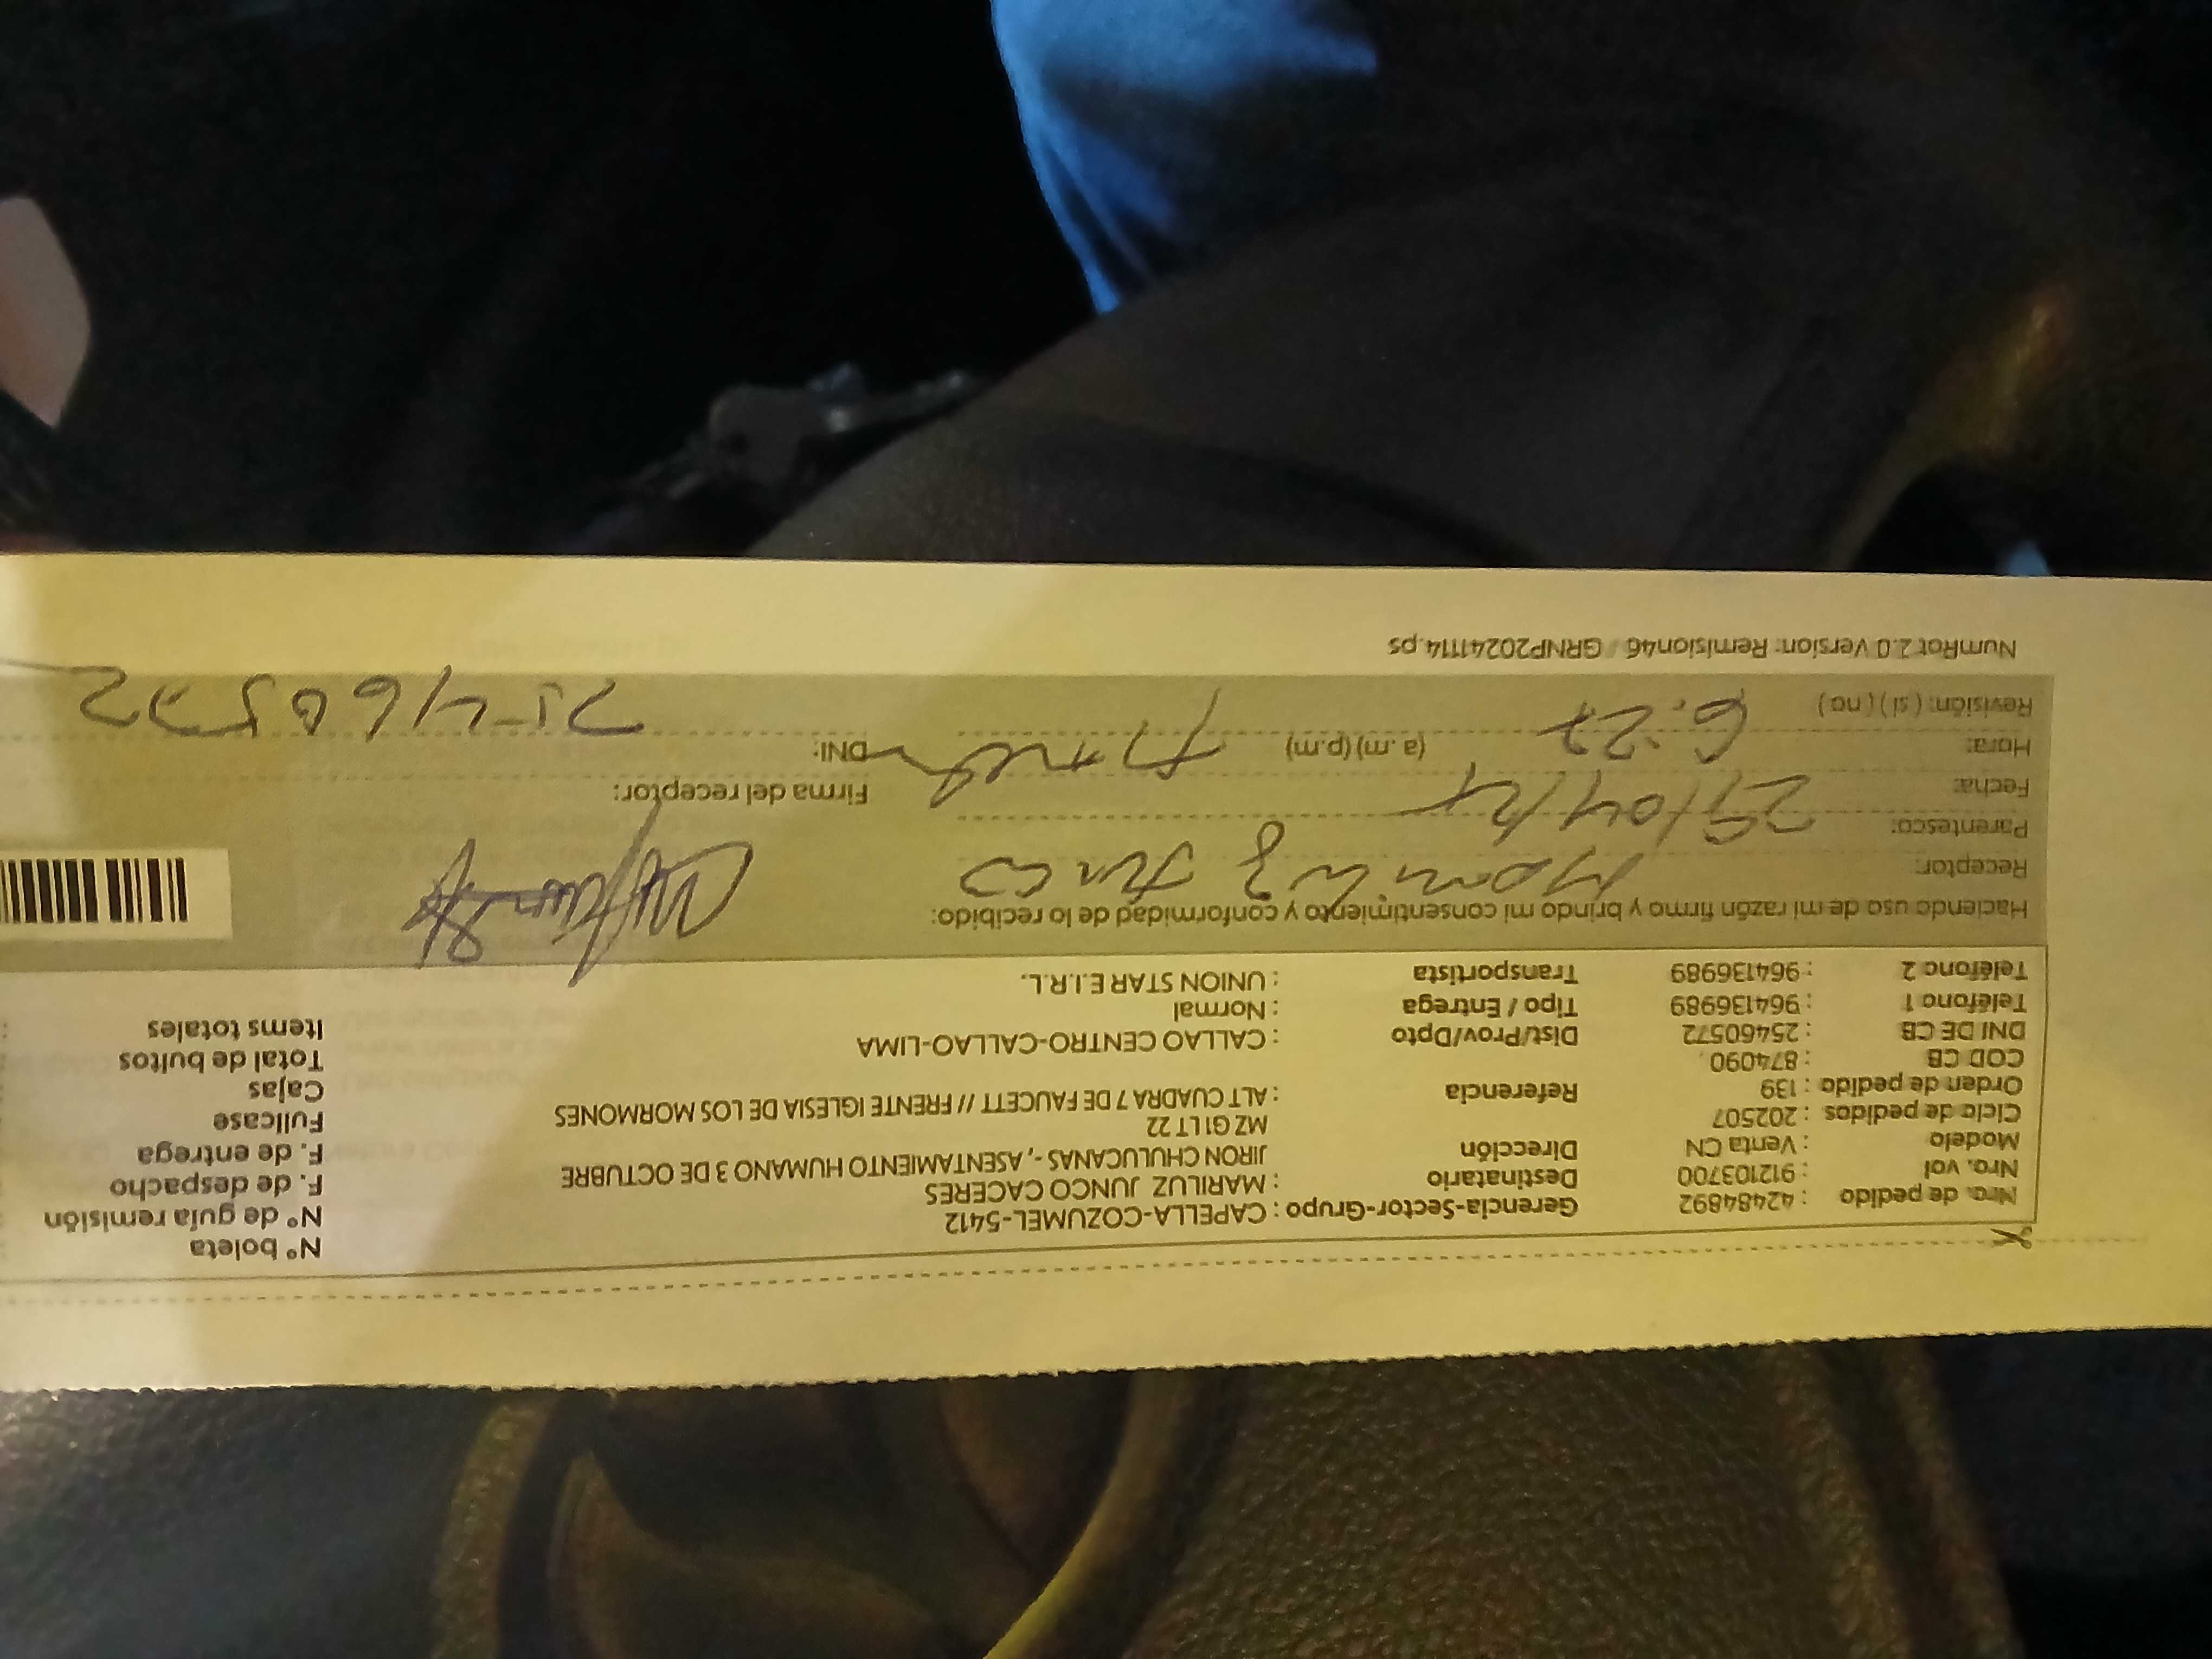 Nro. de pedido : 42484892 Gerencia-Sector-Grupo : CAPELLA-COZUMEL-5412 N° boleta
Nro. vol : 912103700 Destinatario : MARILUZ JUNCO CACERES N° de guía remisión :
Modelo : Venta CN Dirección JIRON CHULUCANAS -, ASENTAMIENTO HUMANO 3 DE OCTUBRE F. de despacho
Ciclo de pedidos : 202507 MZ G1 LT 22 F. de entrega
Orden de pedido : 139 Referencia : ALT CUADRA 7 DE FAUCETT // FRENTE IGLESIA DE LOS MORMONES Fullcase
COD CB : 874090 Cajas
DNI DE CB : 25460572 Dist/Prov/Dpto : CALLAO CENTRO-CALLAO-LIMA Total de bultos
Teléfono 1 : 964136989 Tipo / Entrega : Normal Items totales :
Teléfono 2 : 964136989 Transportista : UNION STAR E.I.R.L.
Haciendo uso de mi razón firmo y brindo mi consentimiento y conformidad de lo recibido:
Receptor: Mariluz Junco
Parentesco:
Fecha: Firma del receptor:
Hora: 6:27 (a.m) (p.m) DNI: 25460572
Revisión: ( si ) ( no )
NumRot 2.0 Version: Remision46 / GRNP20241114.ps